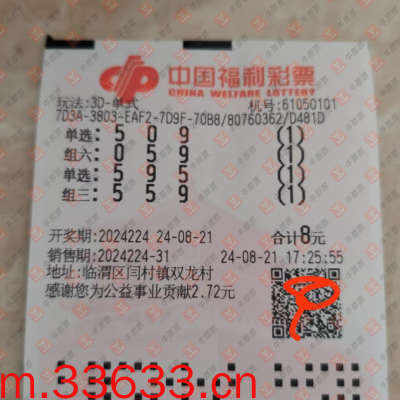 中国福利彩票
CHINA WELFARE LOTTERY
玩法:3D-单式 机号:61050101
7D3A-3803-EAF2-7D9F-70B8/80760362/D481D
单选: 5 0 9 (1)
组六: 0 5 9 (1)
单选: 5 9 5 (1)
组三: 5 5 9 (1)
开奖期:2024224 24-08-21 合计8元
销售期:2024224-31 24-08-21 17:25:55
地址:临渭区闫村镇双龙村
感谢您为公益事业贡献2.72元
m.33633.cn